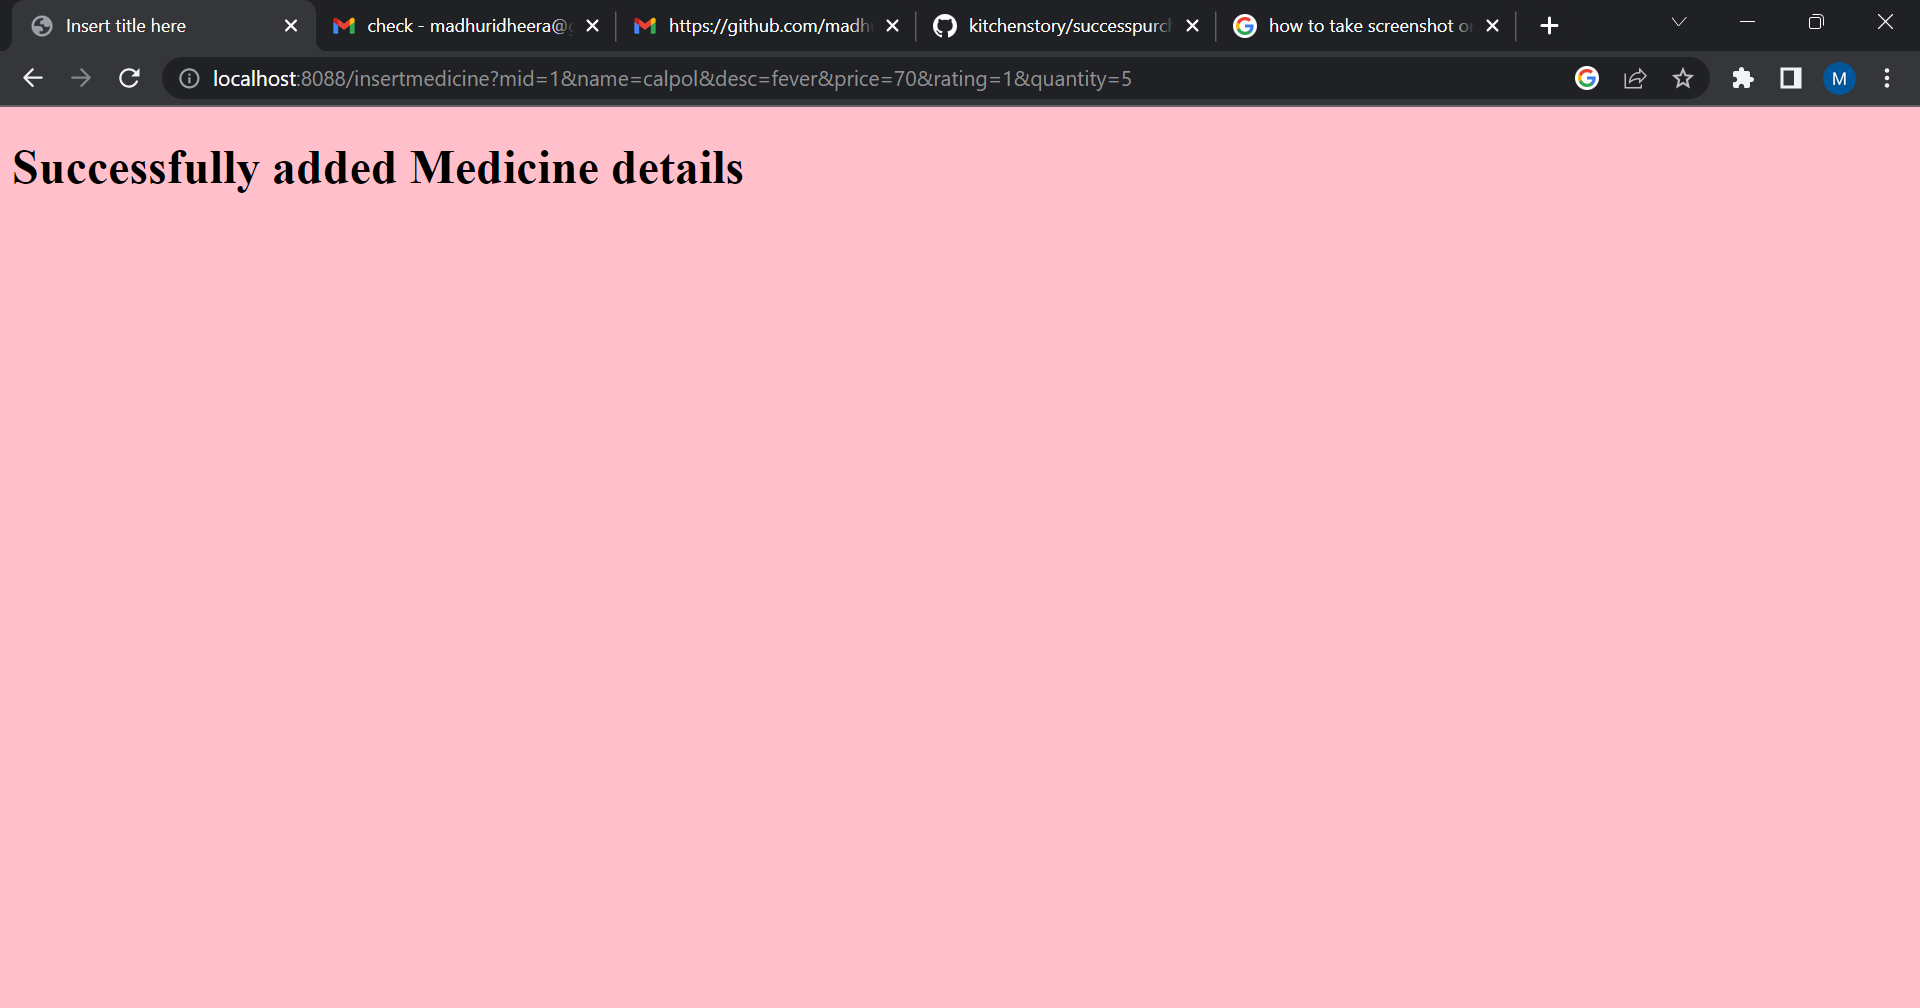 Insert title here
check - madhuridheera@
https://github.com/madh
kitchenstory/successpurch
how to take screenshot o
localhost:8088/insertmedicine?mid=1&name=calpol&desc=fever&price=70&rating=1&quantity=5
M
Successfully added Medicine details